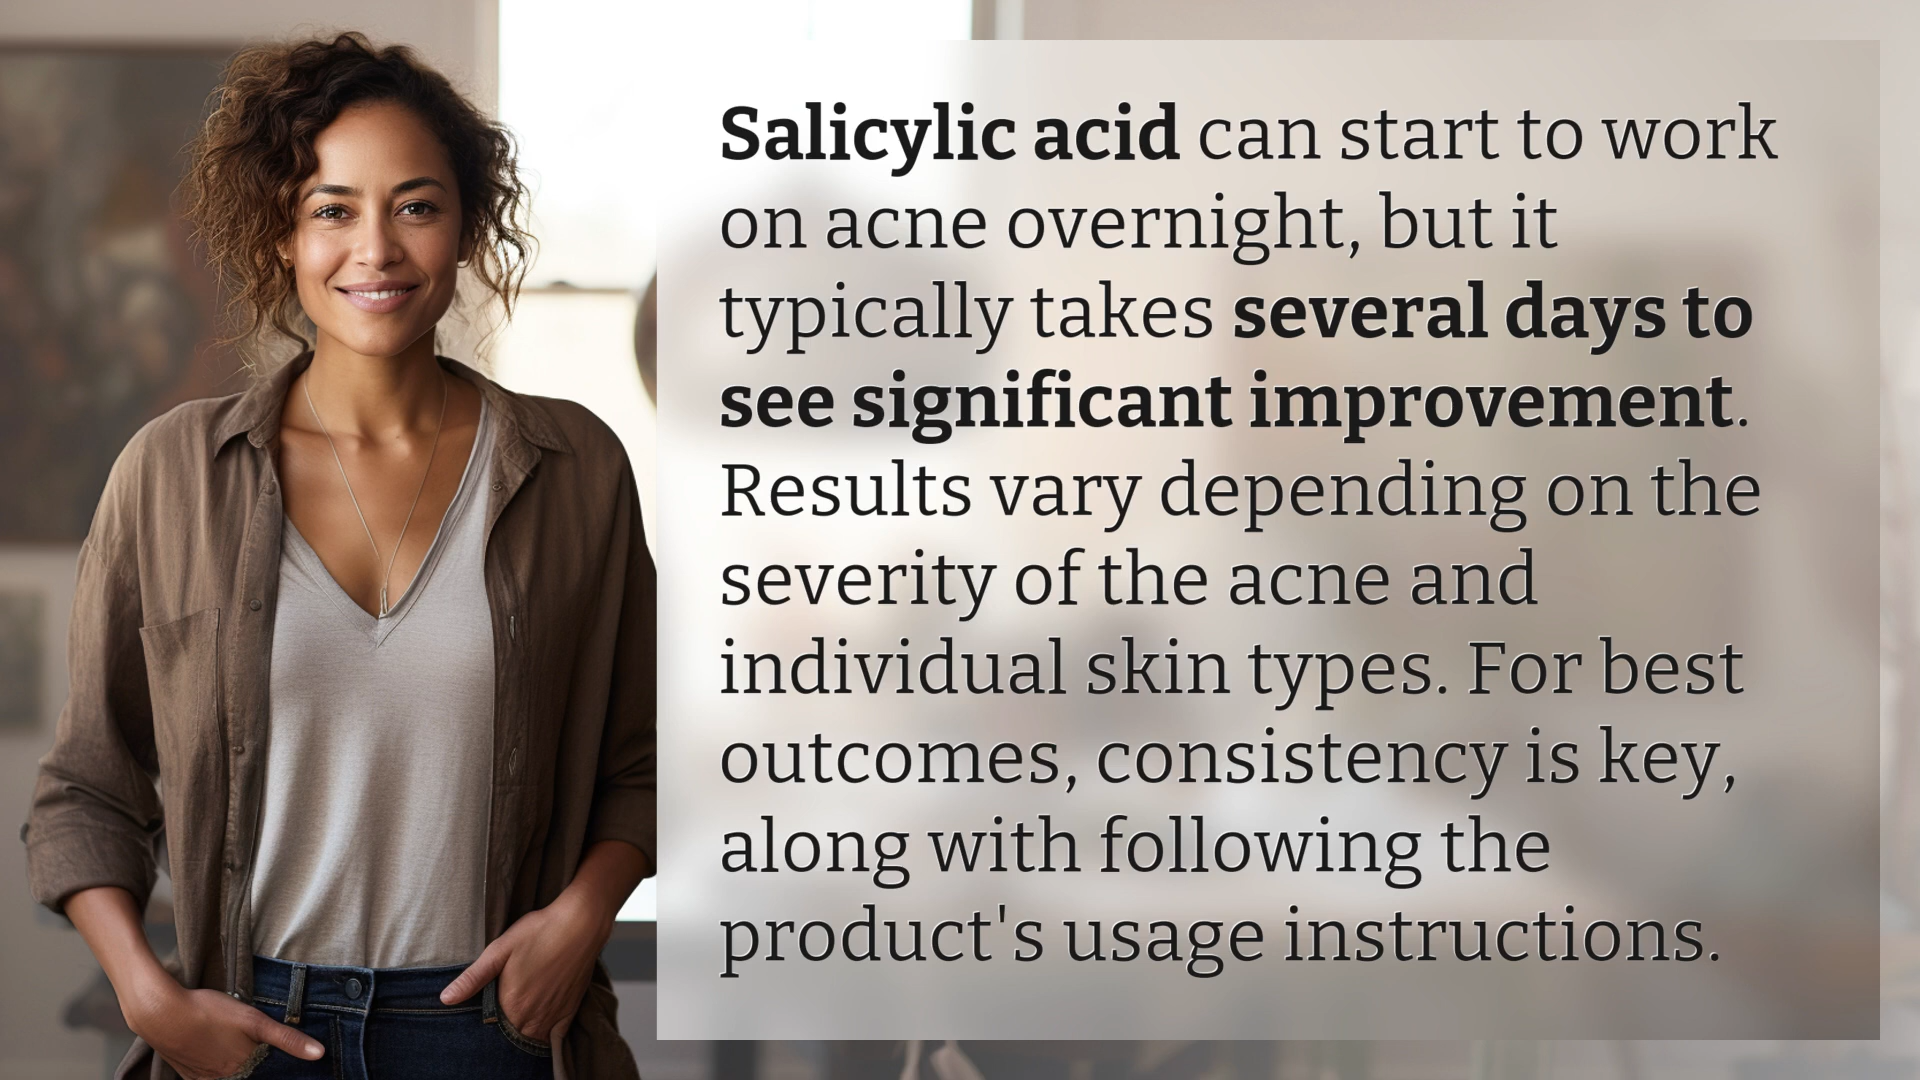 Salicylic acid can start to work
on acne overnight, but it
typically takes several days to
see significant improvement.
Results vary depending on the
severity of the acne and
individual skin types. For best
outcomes, consistency is key,
along with following the
product's usage instructions.